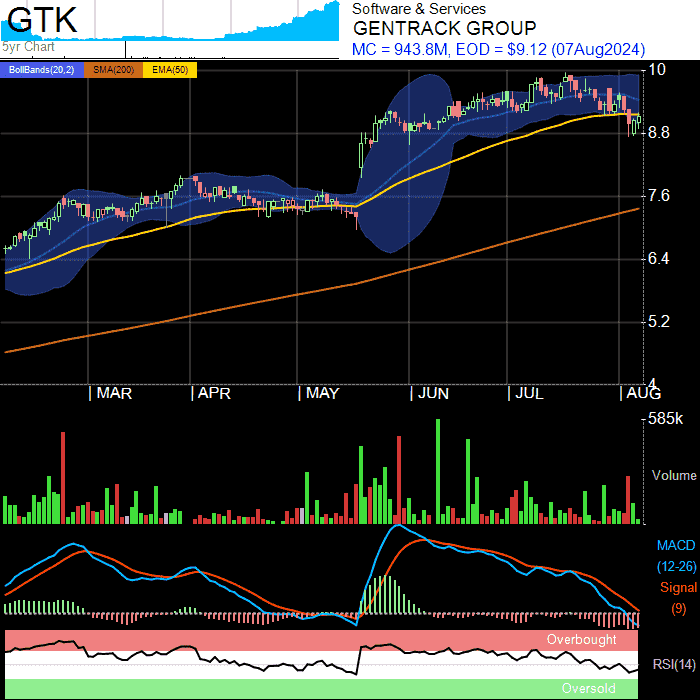 GTK
5yr Chart
Software & Services
GENTRACK GROUP
MC = 943.8M, EOD = $9.12 (07Aug2024)
BollBands(20,2) SMA(200) EMA(50)
10
8.8
7.6
6.4
5.2
4
MAR APR MAY JUN JUL AUG
585k
Volume
MACD
(12-26)
Signal
(9)
Overbought
RSI(14)
Oversold